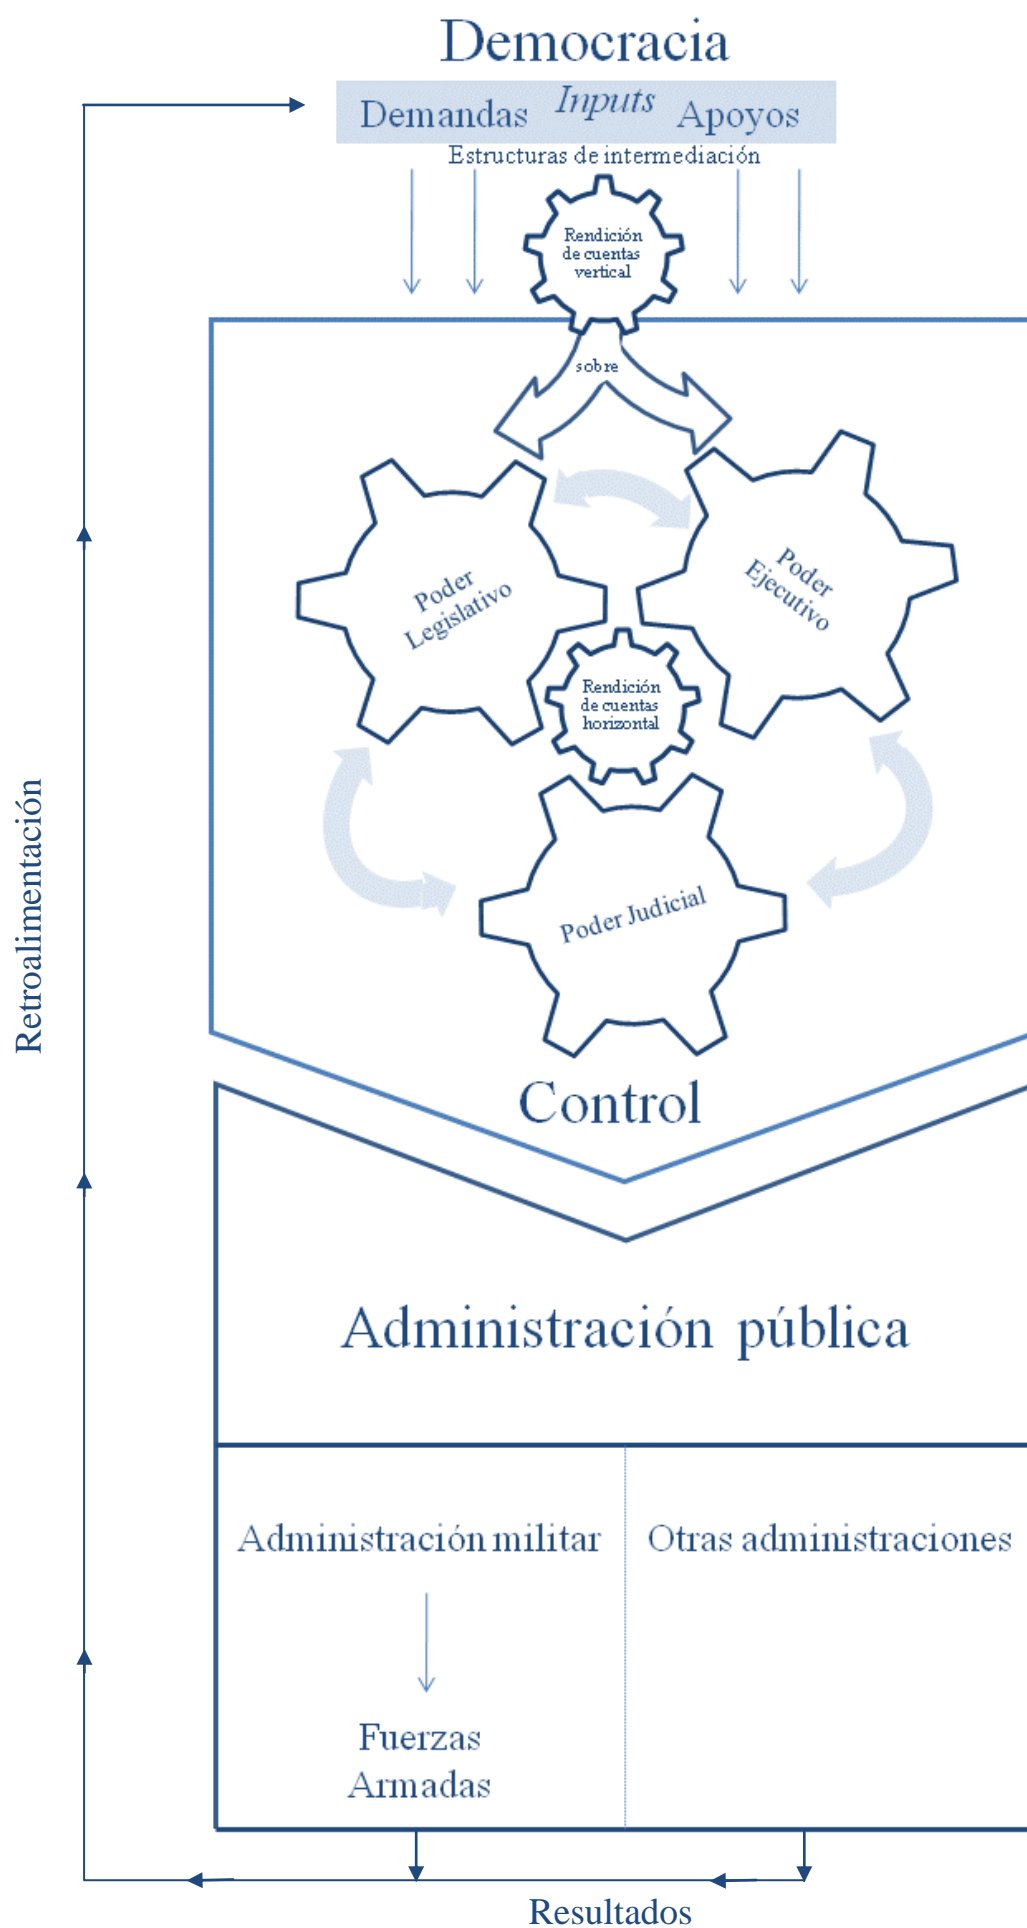 Democracia
Demandas Inputs Apoyos
Estructuras de intermediación
Rendición
de cuentas
vertical
sobre
Poder
Legislativo
Poder
Ejecutivo
Rendición
de cuentas
horizontal
Poder Judicial
Control
Retroalimentación
Administración pública
Administración militar
Otras administraciones
Fuerzas
Armadas
Resultados